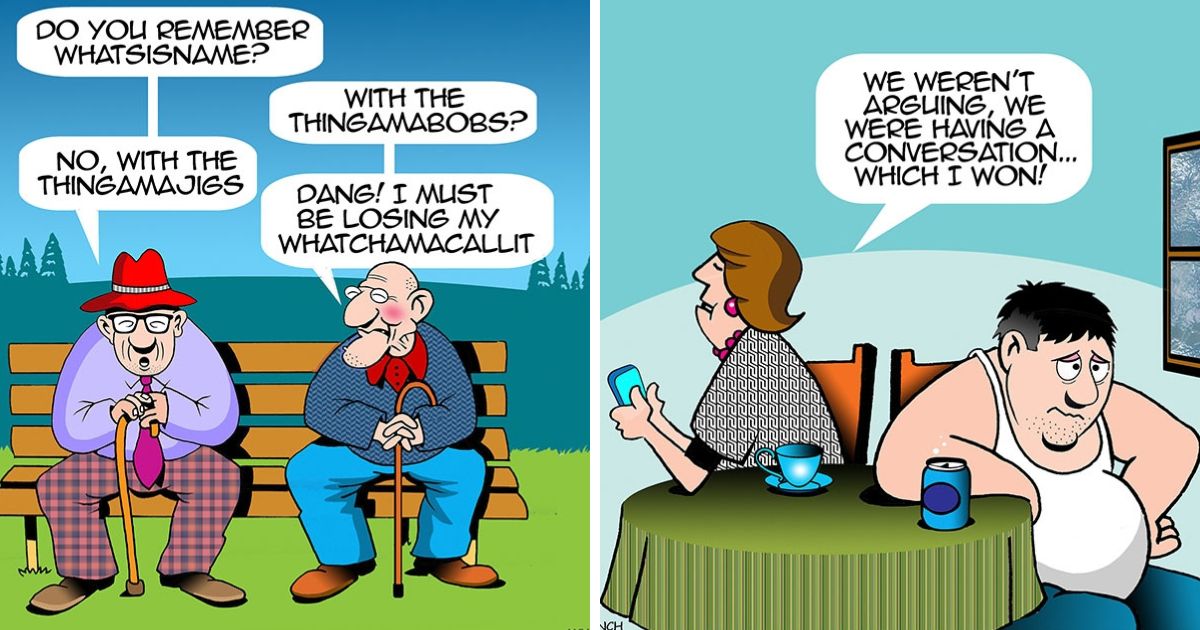 DO YOU REMEMBER
WHATSISNAME?
WITH THE
THINGAMABOBS?
NO, WITH THE
THINGAMAJIGS
DANG! I MUST
BE LOSING MY
WHATCHAMACALLIT
WE WEREN'T
ARGUING, WE
WERE HAVING A
CONVERSATION...
WHICH I WON!